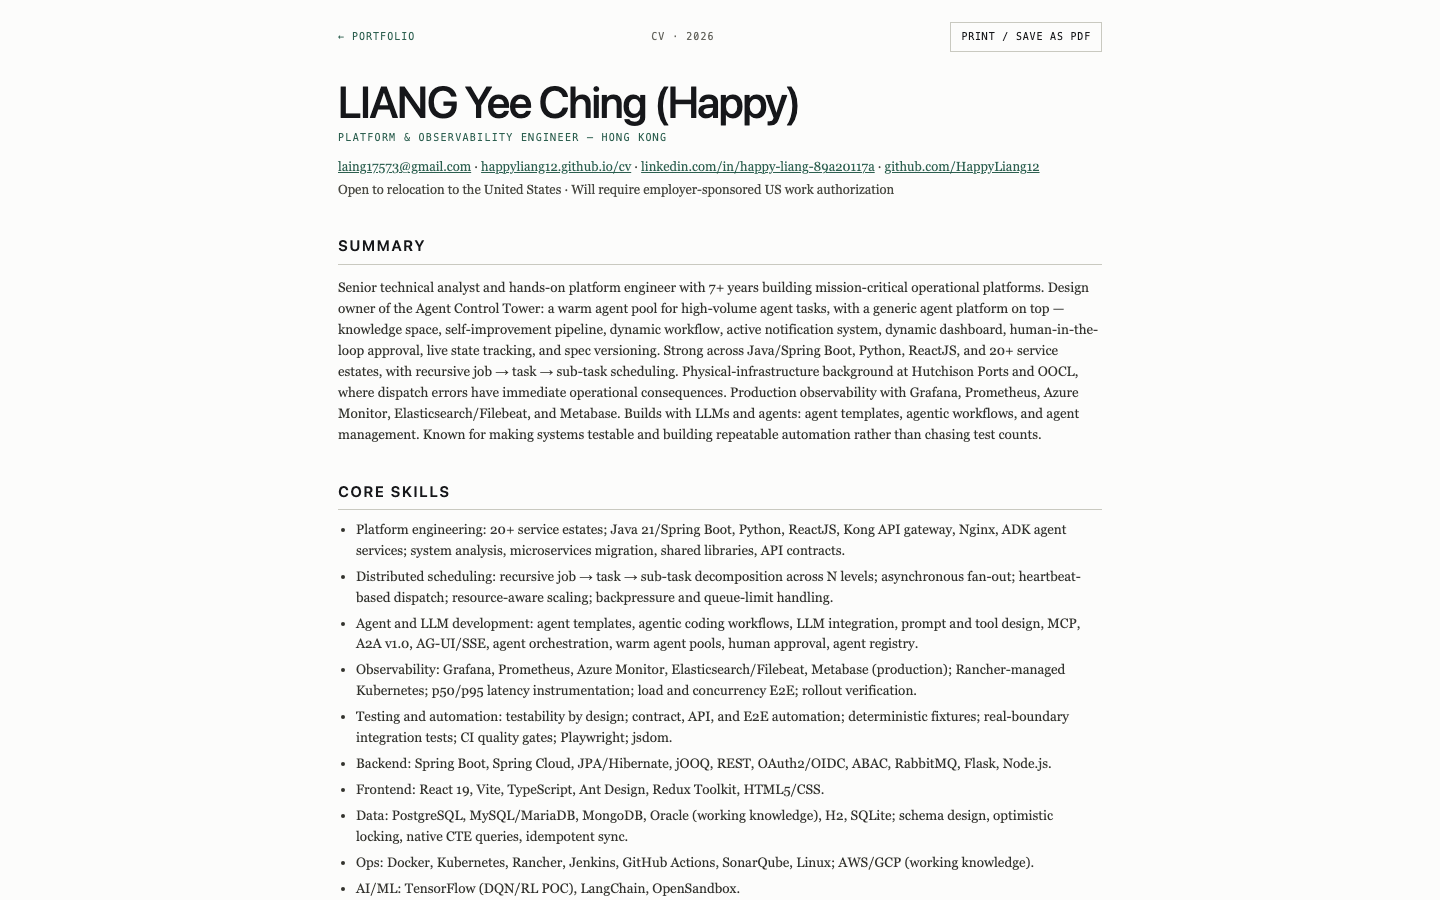 ← PORTFOLIO
CV · 2026
PRINT / SAVE AS PDF
LIANG Yee Ching (Happy)
PLATFORM & OBSERVABILITY ENGINEER — HONG KONG
laing17573@gmail.com · happyliang12.github.io/cv · linkedin.com/in/happy-liang-89a20117a · github.com/HappyLiang12
Open to relocation to the United States · Will require employer-sponsored US work authorization
SUMMARY
Senior technical analyst and hands-on platform engineer with 7+ years building mission-critical operational platforms. Design
owner of the Agent Control Tower: a warm agent pool for high-volume agent tasks, with a generic agent platform on top —
knowledge space, self-improvement pipeline, dynamic workflow, active notification system, dynamic dashboard, human-in-the-
loop approval, live state tracking, and spec versioning. Strong across Java/Spring Boot, Python, ReactJS, and 20+ service
estates, with recursive job → task → sub-task scheduling. Physical-infrastructure background at Hutchison Ports and OOCL,
where dispatch errors have immediate operational consequences. Production observability with Grafana, Prometheus, Azure
Monitor, Elasticsearch/Filebeat, and Metabase. Builds with LLMs and agents: agent templates, agentic workflows, and agent
management. Known for making systems testable and building repeatable automation rather than chasing test counts.
CORE SKILLS
• Platform engineering: 20+ service estates; Java 21/Spring Boot, Python, ReactJS, Kong API gateway, Nginx, ADK agent
services; system analysis, microservices migration, shared libraries, API contracts.
• Distributed scheduling: recursive job → task → sub-task decomposition across N levels; asynchronous fan-out; heartbeat-
based dispatch; resource-aware scaling; backpressure and queue-limit handling.
• Agent and LLM development: agent templates, agentic coding workflows, LLM integration, prompt and tool design, MCP,
A2A v1.0, AG-UI/SSE, agent orchestration, warm agent pools, human approval, agent registry.
• Observability: Grafana, Prometheus, Azure Monitor, Elasticsearch/Filebeat, Metabase (production); Rancher-managed
Kubernetes; p50/p95 latency instrumentation; load and concurrency E2E; rollout verification.
• Testing and automation: testability by design; contract, API, and E2E automation; deterministic fixtures; real-boundary
integration tests; CI quality gates; Playwright; jsdom.
• Backend: Spring Boot, Spring Cloud, JPA/Hibernate, jOOQ, REST, OAuth2/OIDC, ABAC, RabbitMQ, Flask, Node.js.
• Frontend: React 19, Vite, TypeScript, Ant Design, Redux Toolkit, HTML5/CSS.
• Data: PostgreSQL, MySQL/MariaDB, MongoDB, Oracle (working knowledge), H2, SQLite; schema design, optimistic
locking, native CTE queries, idempotent sync.
• Ops: Docker, Kubernetes, Rancher, Jenkins, GitHub Actions, SonarQube, Linux; AWS/GCP (working knowledge).
• AI/ML: TensorFlow (DQN/RL POC), LangChain, OpenSandbox.